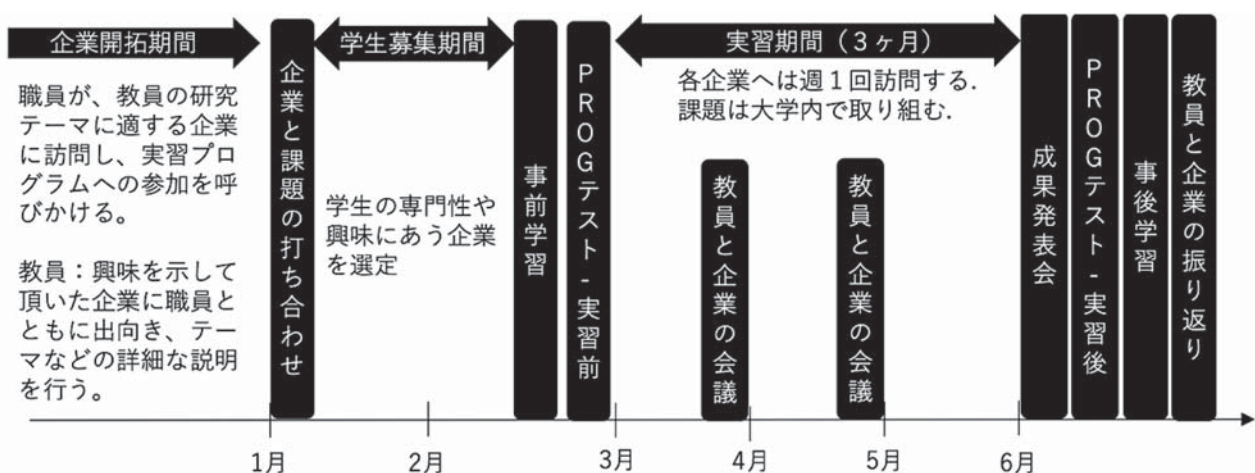 企業開拓期間
職員が、教員の研究
テーマに適する企業
に訪問し、実習プロ
グラムへの参加を呼
びかける。
教員：興味を示して
頂いた企業に職員と
ともに出向き、テー
マなどの詳細な説明
を行う。
企業と課題の打ち合わせ
学生募集期間
学生の専門性や
興味にあう企業
を選定
事前学習
PROGテスト-実習前
実習期間（３ヶ月）
各企業へは週１回訪問する.
課題は大学内で取り組む.
教員と企業の会議
教員と企業の会議
成果発表会
PROGテスト-実習後
事後学習
教員と企業の振り返り
1月
2月
3月
4月
5月
6月